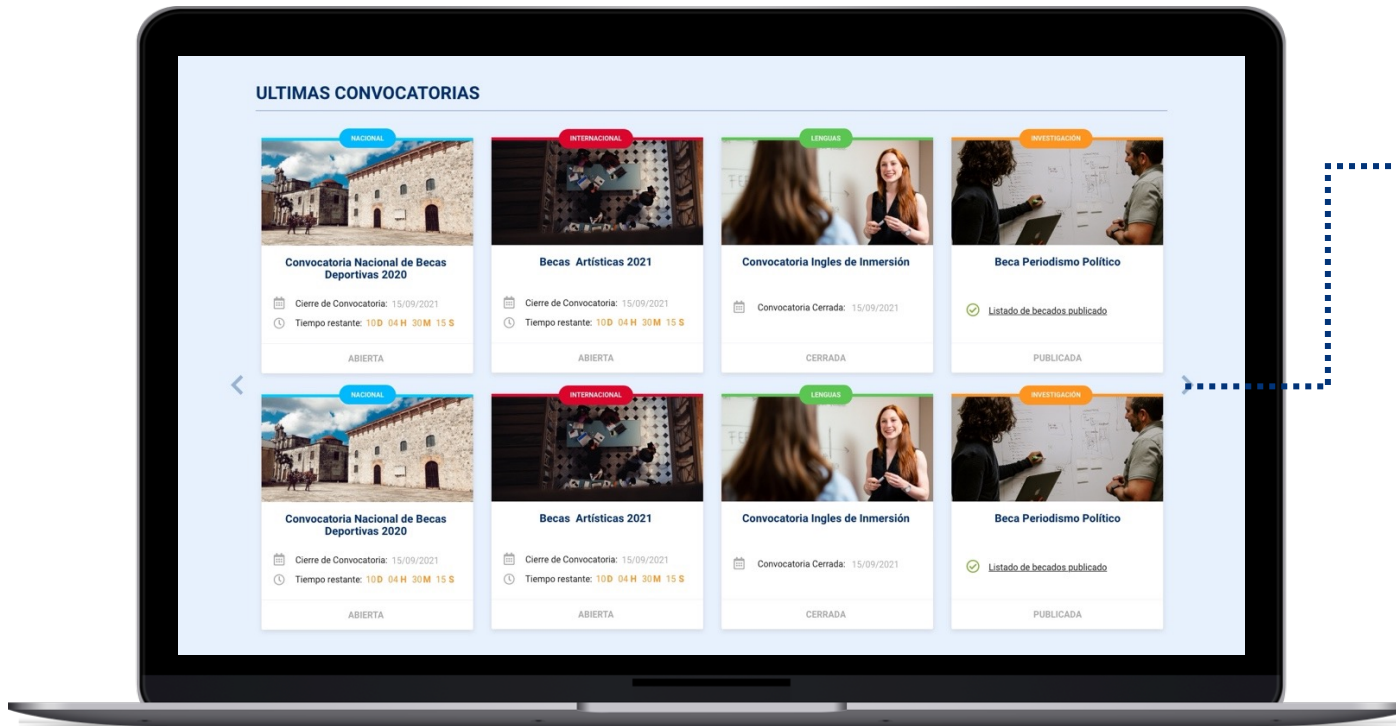 ULTIMAS CONVOCATORIAS
NACIONAL
Convocatoria Nacional de Becas
Deportivas 2020
Cierre de Convocatoria: 15/09/2021
Tiempo restante: 10D 04H 30M 15 S
ABIERTA
INTERNACIONAL
Becas Artísticas 2021
Cierre de Convocatoria: 15/09/2021
Tiempo restante: 10D 04H 30M 15 S
ABIERTA
LENGUAS
Convocatoria Ingles de Inmersión
Convocatoria Cerrada: 15/09/2021
CERRADA
INVESTIGACIÓN
Beca Periodismo Político
Listado de becados publicado
PUBLICADA
NACIONAL
Convocatoria Nacional de Becas
Deportivas 2020
Cierre de Convocatoria: 15/09/2021
Tiempo restante: 10D 04H 30M 15 S
ABIERTA
INTERNACIONAL
Becas Artísticas 2021
Cierre de Convocatoria: 15/09/2021
Tiempo restante: 10D 04H 30M 15 S
ABIERTA
LENGUAS
Convocatoria Ingles de Inmersión
Convocatoria Cerrada: 15/09/2021
CERRADA
INVESTIGACIÓN
Beca Periodismo Político
Listado de becados publicado
PUBLICADA